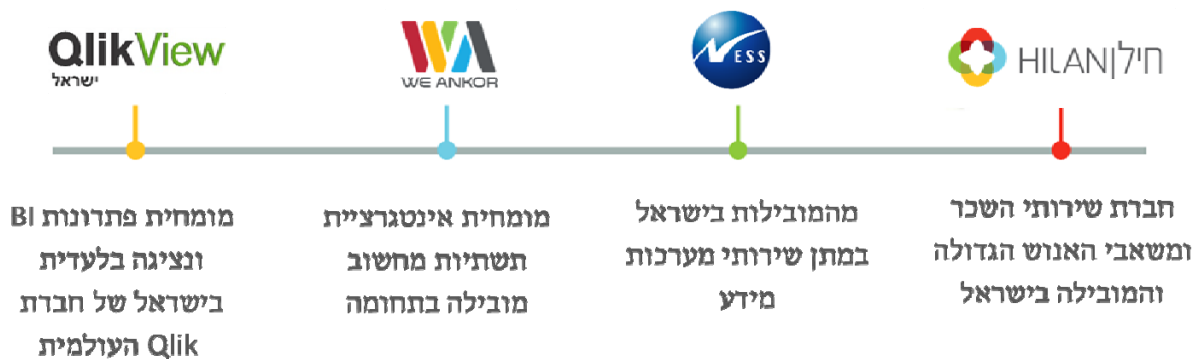 HILAN|חילן
חברת שירותי השכר
ומשאבי האנוש הגדולה
והמובילה בישראל
NESS
מהמובילות בישראל
במתן שירותי מערכות
מידע
WE ANKOR
מומחית אינטגרציית
תשתיות מחשוב
מובילה בתחומה
QlikView
ישראל
מומחית פתרונות BI
ונציגה בלעדית
בישראל של חברת
Qlik העולמית